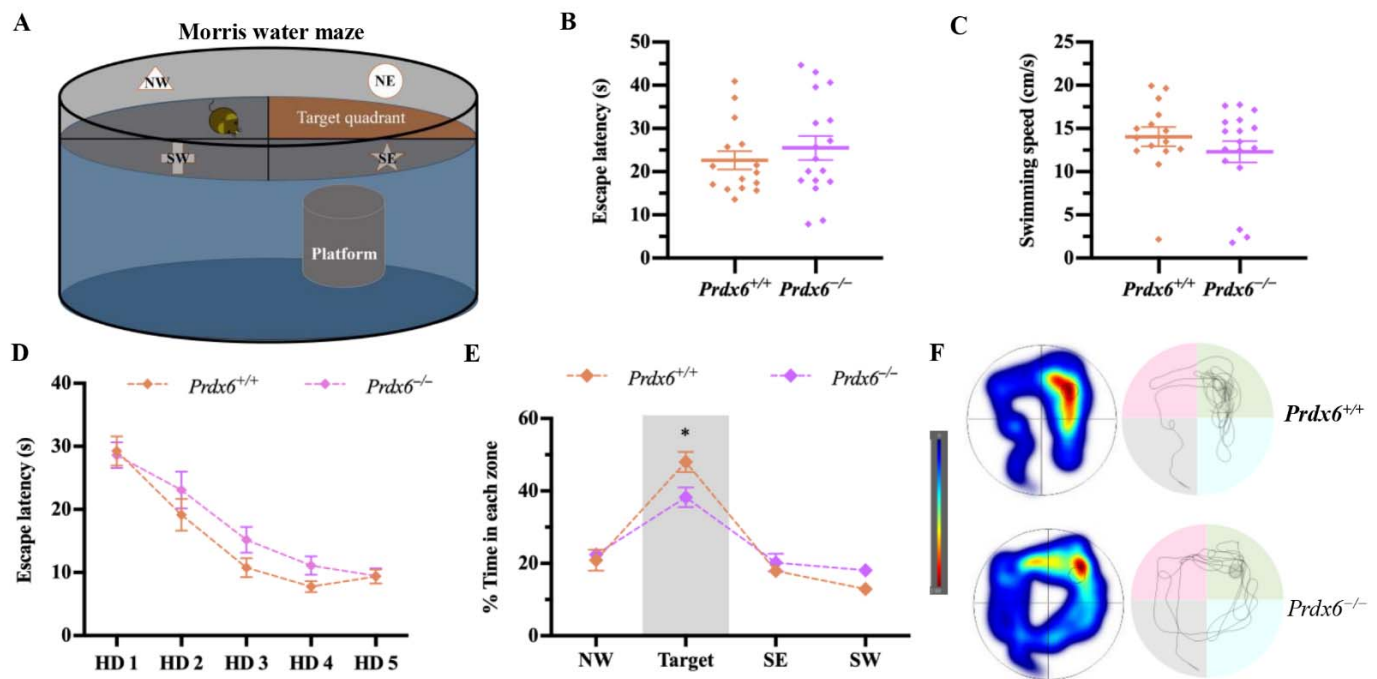 A
Morris water maze
NW
NE
Target quadrant
SW
SE
Platform
B
Escape latency (s)
50
40
30
20
10
0
Prdx6+/+ Prdx6−/−
C
Swimming speed (cm/s)
25
20
15
10
5
0
Prdx6+/+ Prdx6−/−
D
Prdx6+/+ Prdx6−/−
Escape latency (s)
40
30
20
10
0
HD 1 HD 2 HD 3 HD 4 HD 5
E
Prdx6+/+ Prdx6−/−
% Time in each zone
60
40
20
0
*
NW Target SE SW
F
Prdx6+/+
Prdx6−/−